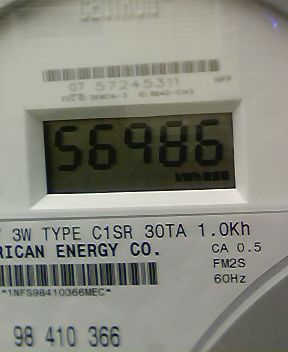 CENTRON
07 57245311
56986
kWh
3W TYPE C1SR 30TA 1.0Kh
RICAN ENERGY CO.
CA 0.5
FM2S
60Hz
*1NFS98410366MEC*
98 410 366